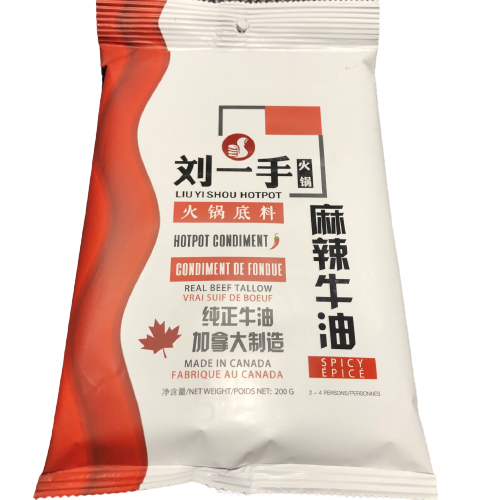 刘一手火锅
LIU YI SHOU HOTPOT
火锅底料
HOTPOT CONDIMENT
CONDIMENT DE FONDUE
REAL BEEF TALLOW
VRAI SUIF DE BOEUF
纯正牛油
加拿大制造
MADE IN CANADA
FABRIQUE AU CANADA
净含量/NET WEIGHT/POIDS NET: 200 G
麻辣牛油
SPICY
ÉPICÉ
3 - 4 PERSONS/PERSONNES